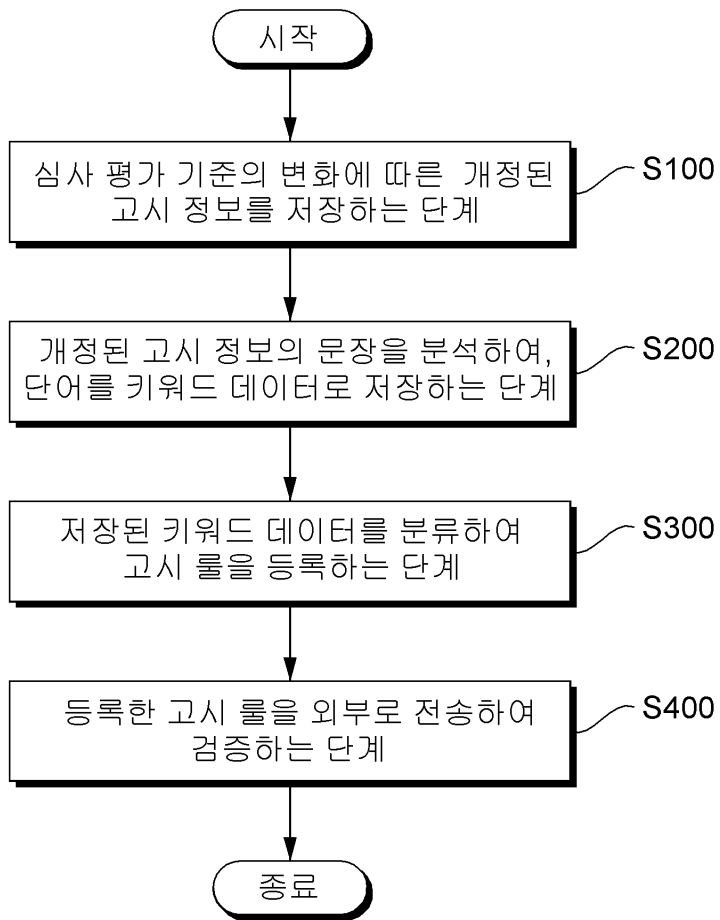 시작
심사 평가 기준의 변화에 따른 개정된
고시 정보를 저장하는 단계
S100
개정된 고시 정보의 문장을 분석하여,
단어를 키워드 데이터로 저장하는 단계
S200
저장된 키워드 데이터를 분류하여
고시 룰을 등록하는 단계
S300
등록한 고시 룰을 외부로 전송하여
검증하는 단계
S400
종료